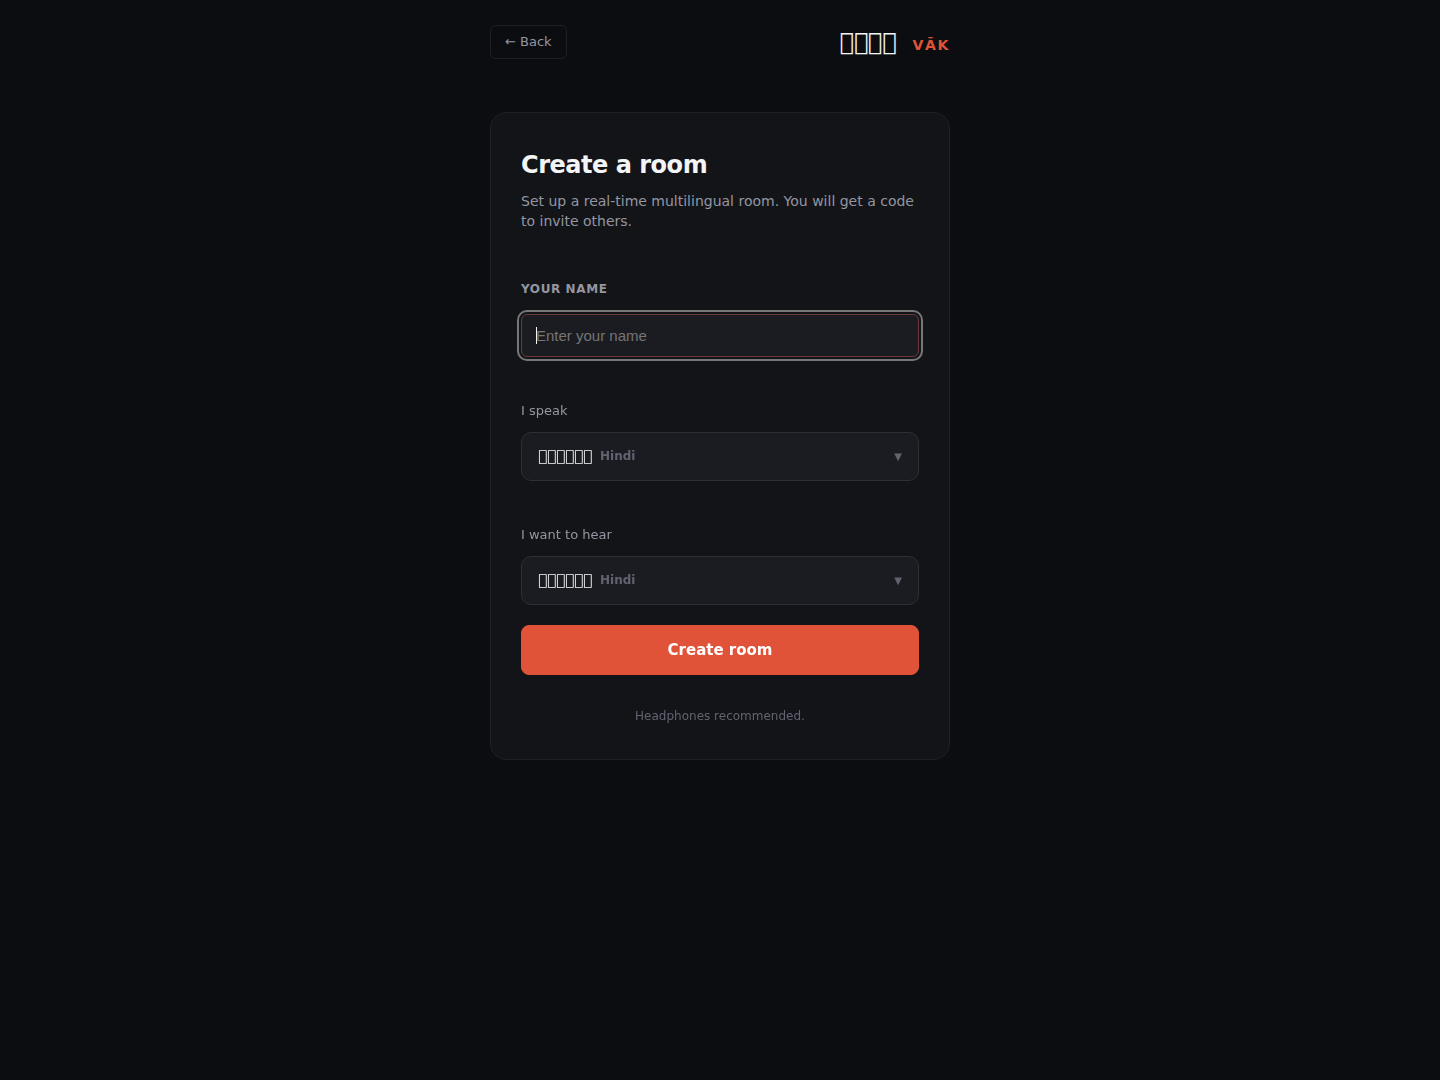 ← Back
VĀK
Create a room
Set up a real-time multilingual room. You will get a code
to invite others.
YOUR NAME
Enter your name
I speak
Hindi
I want to hear
Hindi
Create room
Headphones recommended.